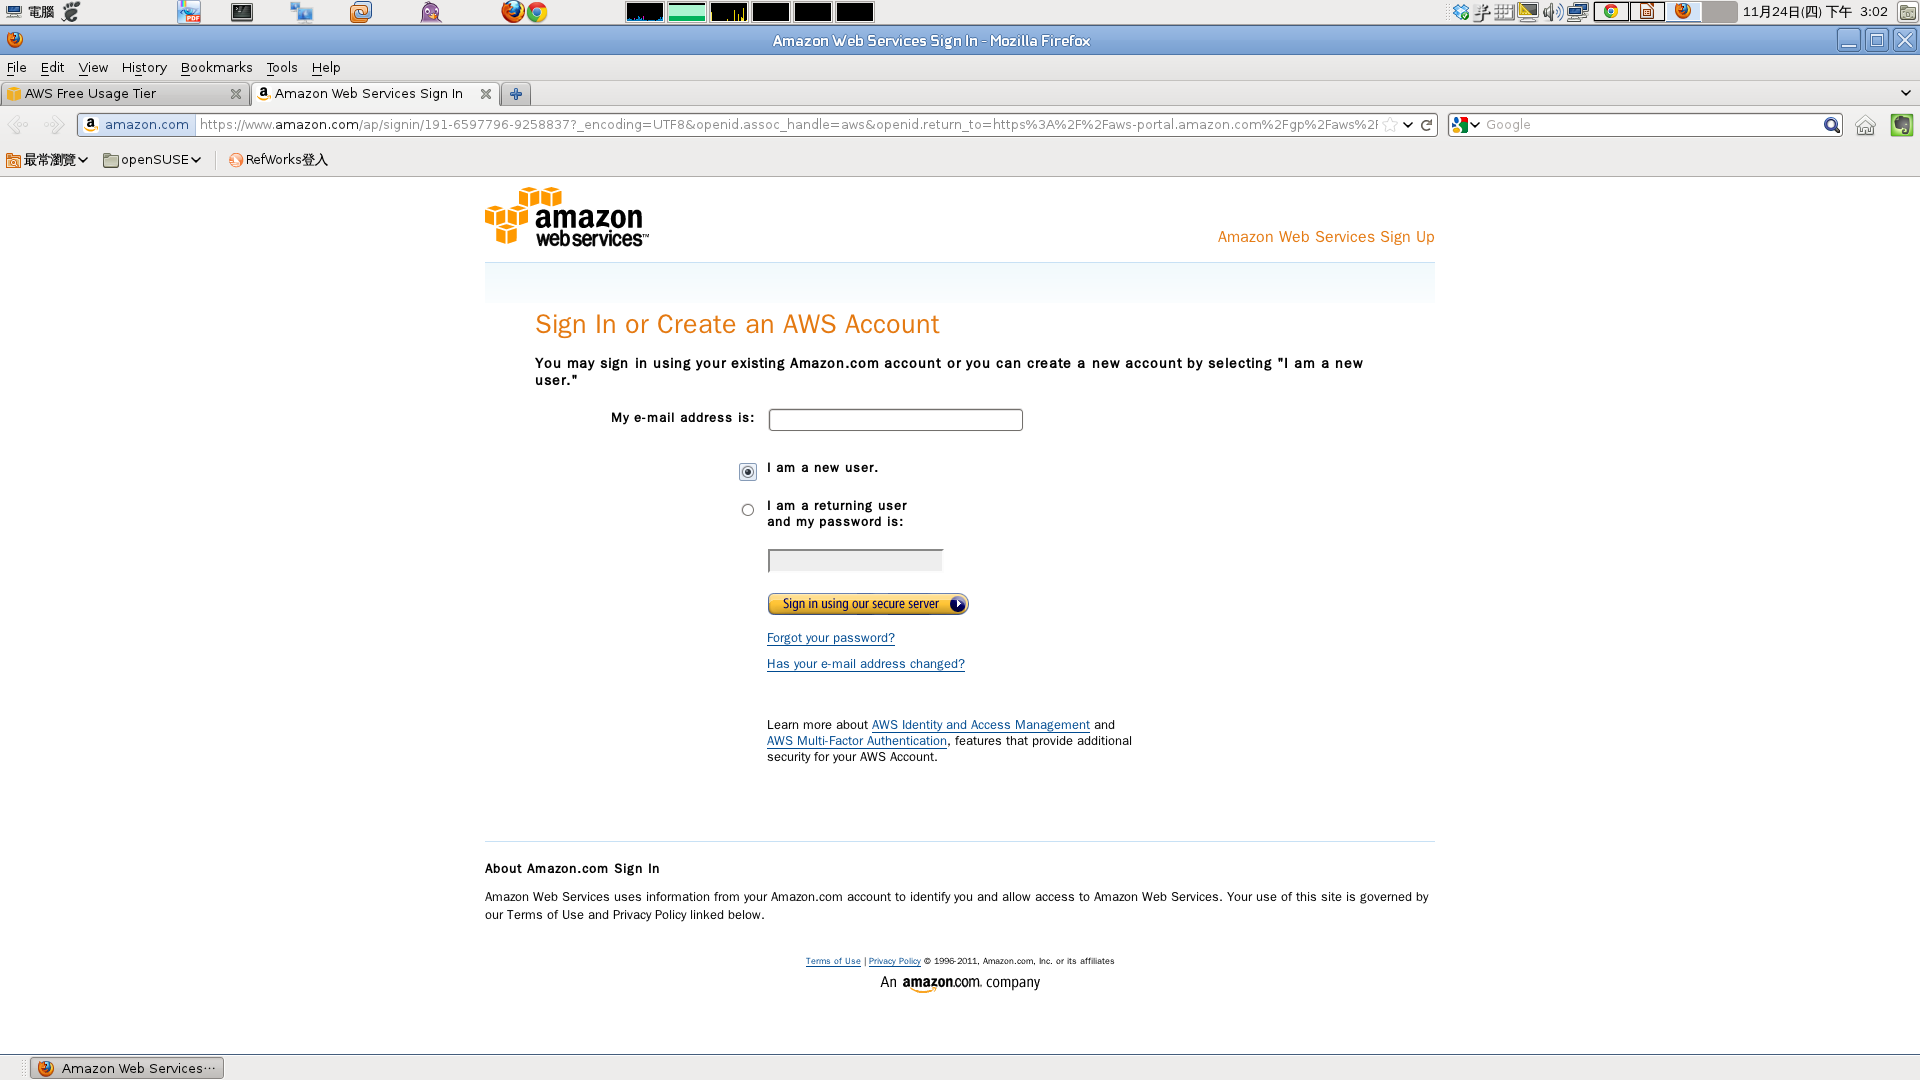 電腦
11月24日(四) 下午 3:02
Amazon Web Services Sign In - Mozilla Firefox
File Edit View History Bookmarks Tools Help
AWS Free Usage Tier
Amazon Web Services Sign In
amazon.com https://www.amazon.com/ap/signin/191-6597796-9258837?_encoding=UTF8&openid.assoc_handle=aws&openid.return_to=https%3A%2F%2Faws-portal.amazon.com%2Fgp%2Faws%2F
Google
最常瀏覽 openSUSE RefWorks登入
amazon
webservices™
Amazon Web Services Sign Up
Sign In or Create an AWS Account
You may sign in using your existing Amazon.com account or you can create a new account by selecting "I am a new
user."
My e-mail address is:
I am a new user.
I am a returning user
and my password is:
Sign in using our secure server
Forgot your password?
Has your e-mail address changed?
Learn more about AWS Identity and Access Management and
AWS Multi-Factor Authentication, features that provide additional
security for your AWS Account.
About Amazon.com Sign In
Amazon Web Services uses information from your Amazon.com account to identify you and allow access to Amazon Web Services. Your use of this site is governed by
our Terms of Use and Privacy Policy linked below.
Terms of Use | Privacy Policy © 1996-2011, Amazon.com, Inc. or its affiliates
An amazon.com. company
Amazon Web Services···